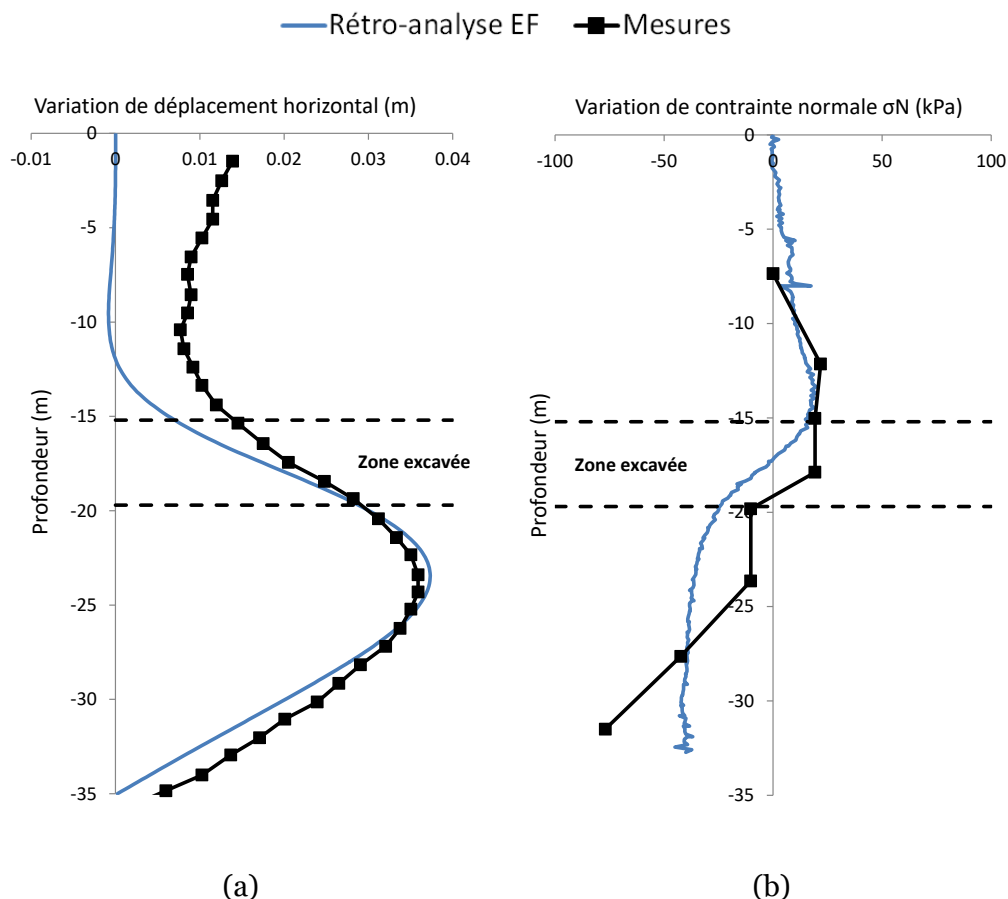 Rétro-analyse EF Mesures
Variation de déplacement horizontal (m)
-0.01 0 0.01 0.02 0.03 0.04
0
-5
-10
-15
-20
-25
-30
-35
Profondeur (m)
Zone excavée
(a)
Variation de contrainte normale σN (kPa)
-100 -50 0 50 100
0
-5
-10
-15
-20
-25
-30
-35
Profondeur (m)
Zone excavée
(b)